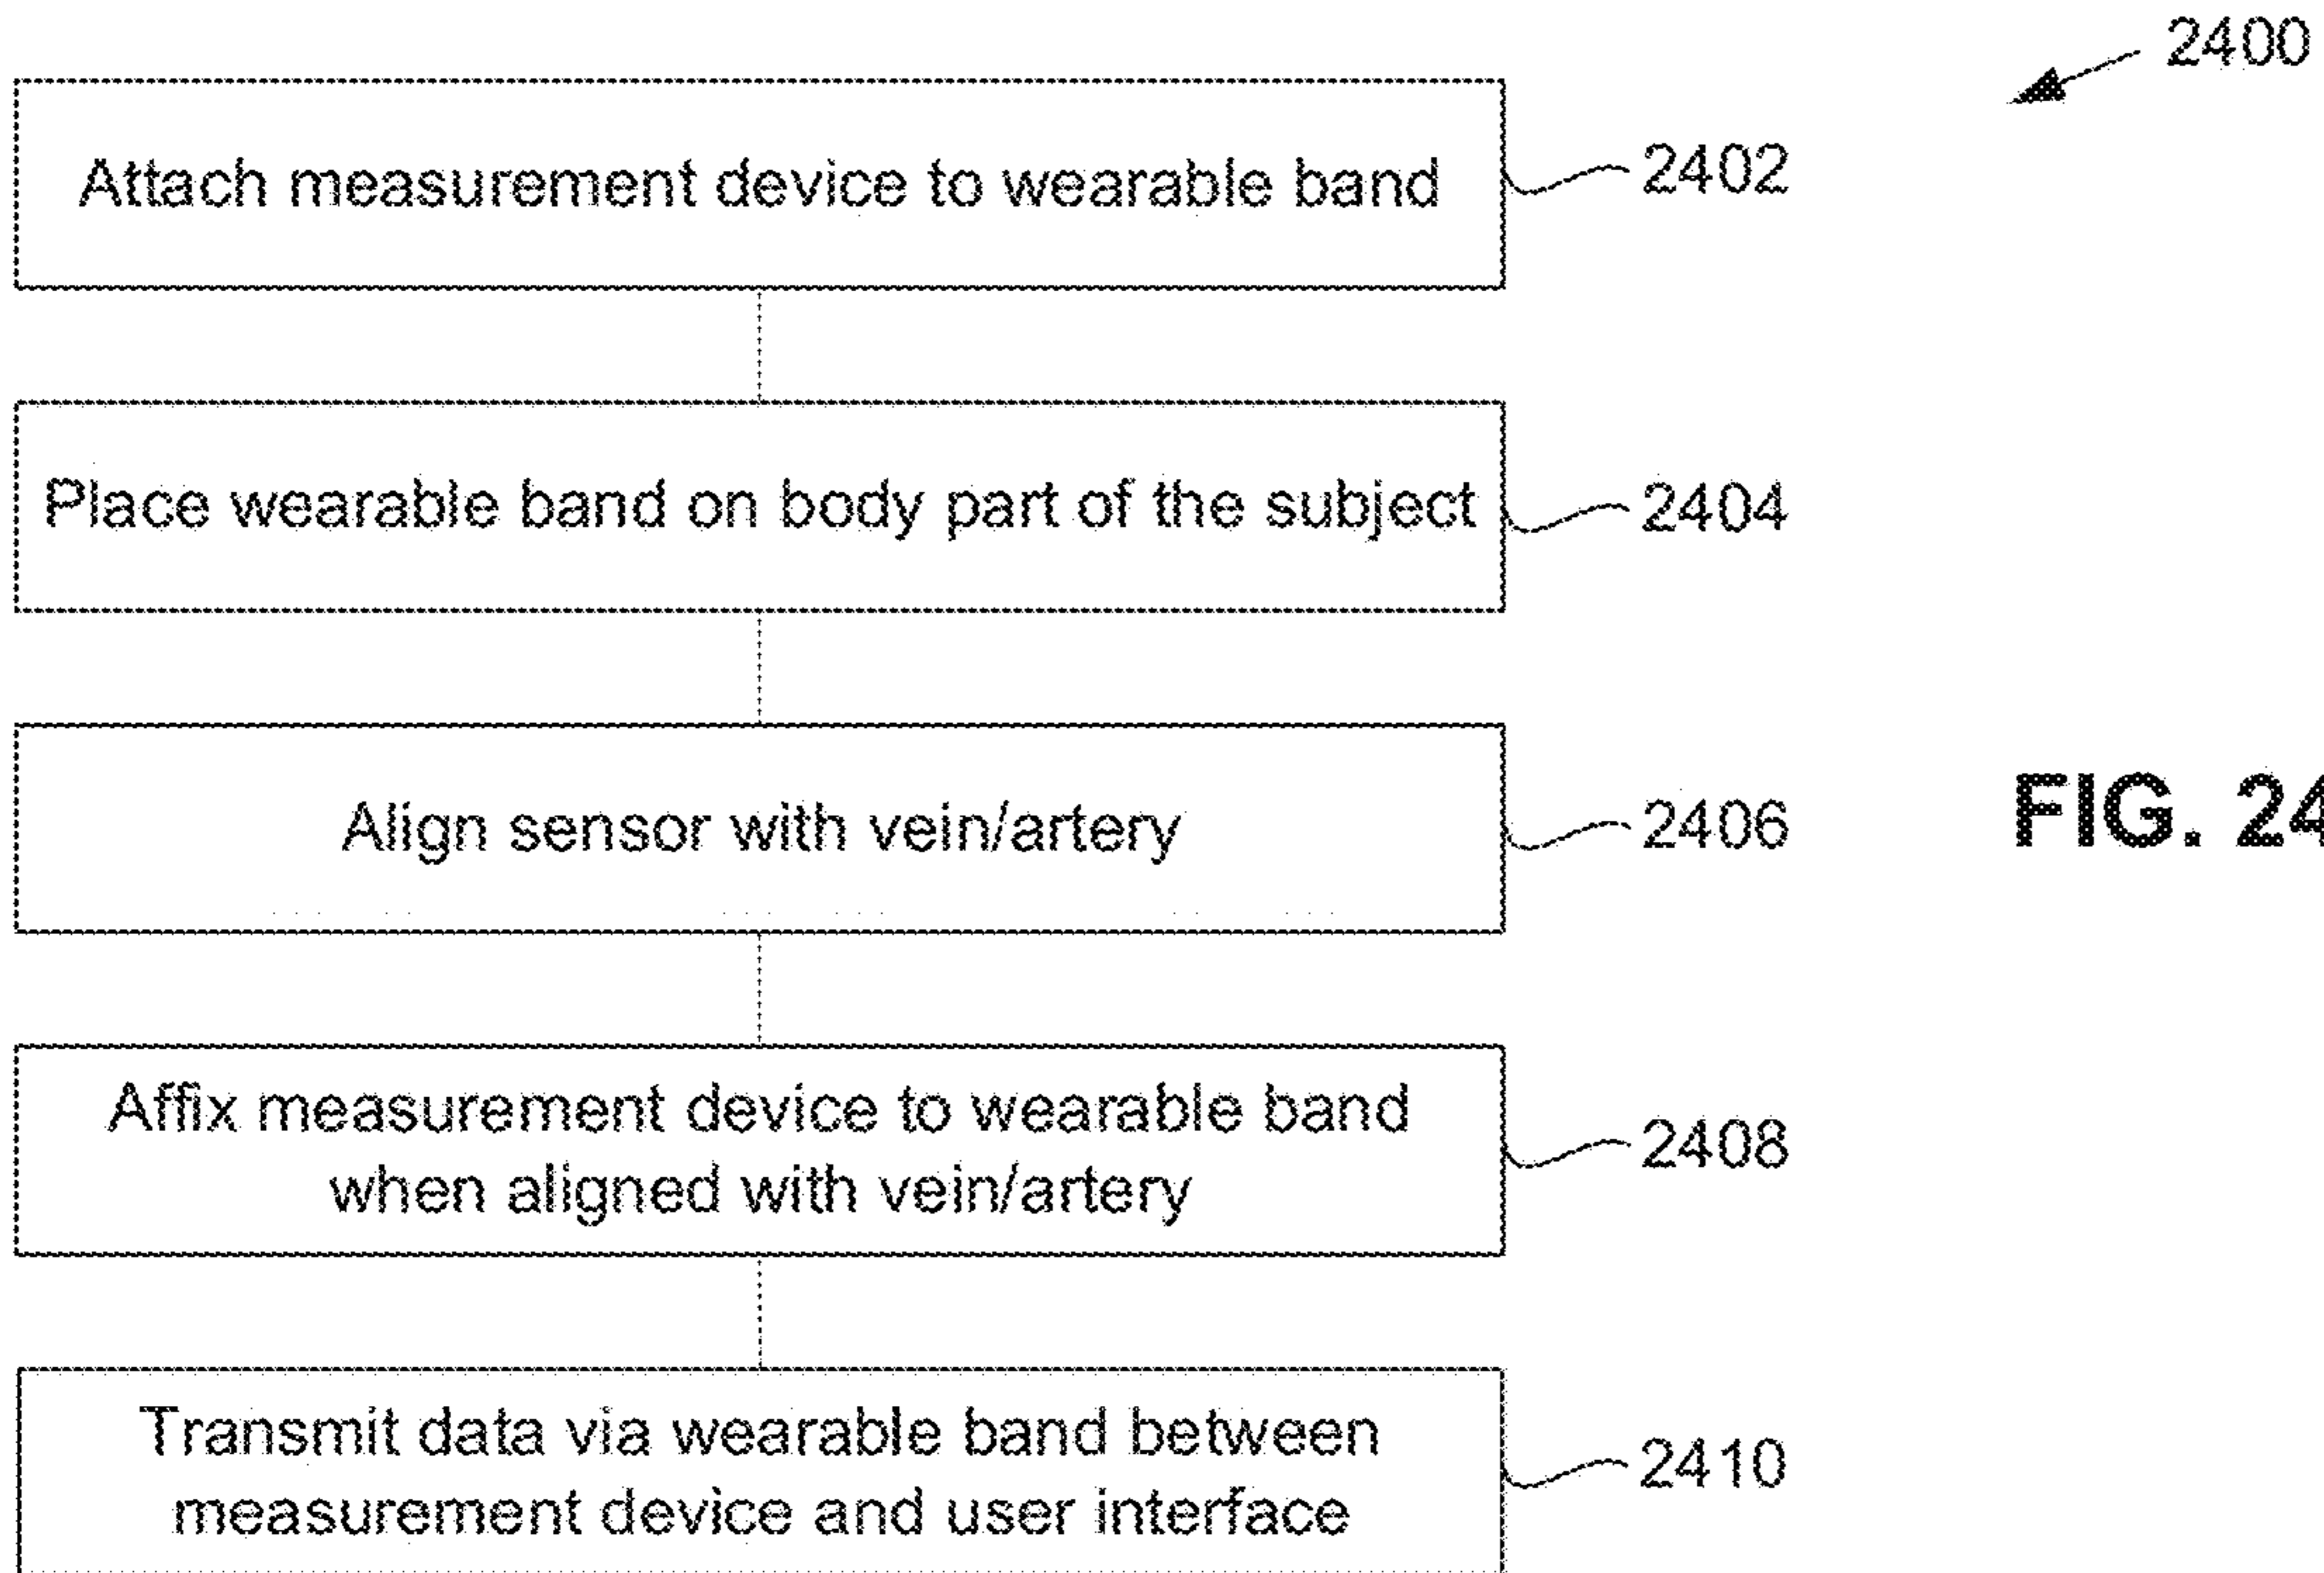 2400
Attach measurement device to wearable band
2402
Place wearable band on body part of the subject
2404
Align sensor with vein/artery
2406
FIG. 24
Affix measurement device to wearable band
when aligned with vein/artery
2408
Transmit data via wearable band between
measurement device and user interface
2410